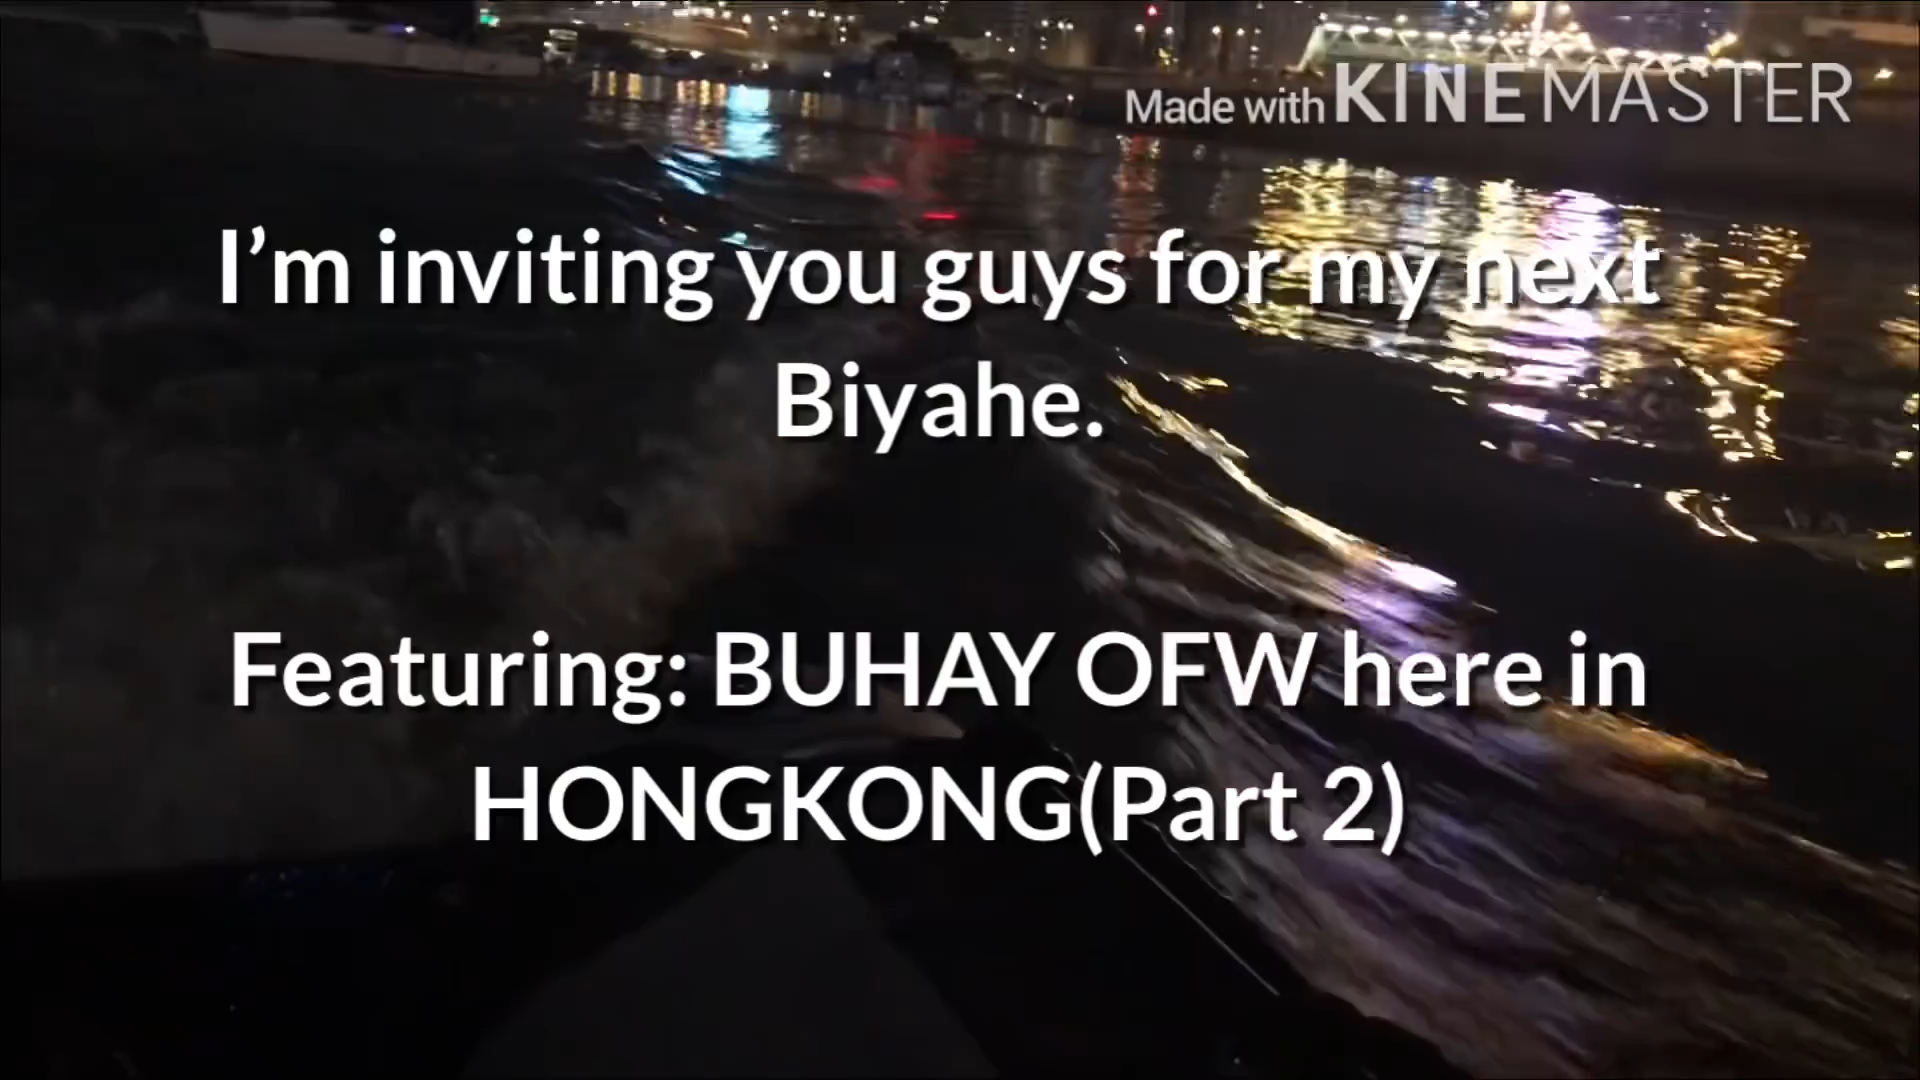 Made with KINEMASTER
I’m inviting you guys for my next
Biyahe.
Featuring: BUHAY OFW here in
HONGKONG(Part 2)